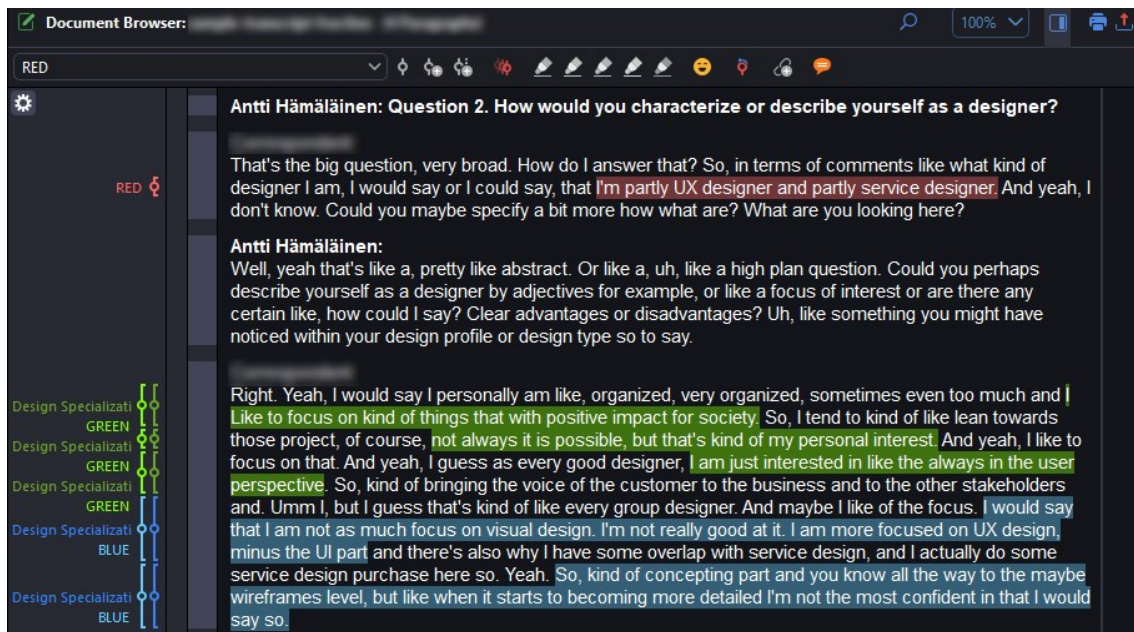 Document Browser:
100%
RED
Antti Hämäläinen: Question 2. How would you characterize or describe yourself as a designer?
That's the big question, very broad. How do I answer that? So, in terms of comments like what kind of
designer I am, I would say or I could say, that I'm partly UX designer and partly service designer. And yeah, I
don't know. Could you maybe specify a bit more how what are? What are you looking here?
RED
Antti Hämäläinen:
Well, yeah that's like a, pretty like abstract. Or like a, uh, like a high plan question. Could you perhaps
describe yourself as a designer by adjectives for example, or like a focus of interest or are there any
certain like, how could I say? Clear advantages or disadvantages? Uh, like something you might have
noticed within your design profile or design type so to say.
Right. Yeah, I would say I personally am like, organized, very organized, sometimes even too much and I
Like to focus on kind of things that with positive impact for society. So, I tend to kind of like lean towards
those project, of course, not always it is possible, but that's kind of my personal interest. And yeah, I like to
focus on that. And yeah, I guess as every good designer, I am just interested in like the always in the user
perspective. So, kind of bringing the voice of the customer to the business and to the other stakeholders
and. Umm I, but I guess that's kind of like every group designer. And maybe I like of the focus. I would say
that I am not as much focus on visual design. I'm not really good at it. I am more focused on UX design,
minus the UI part and there's also why I have some overlap with service design, and I actually do some
service design purchase here so. Yeah. So, kind of concepting part and you know all the way to the maybe
wireframes level, but like when it starts to becoming more detailed I'm not the most confident in that I would
say so.
Design Specializati
GREEN
Design Specializati
GREEN
Design Specializati
GREEN
Design Specializati
BLUE
Design Specializati
BLUE